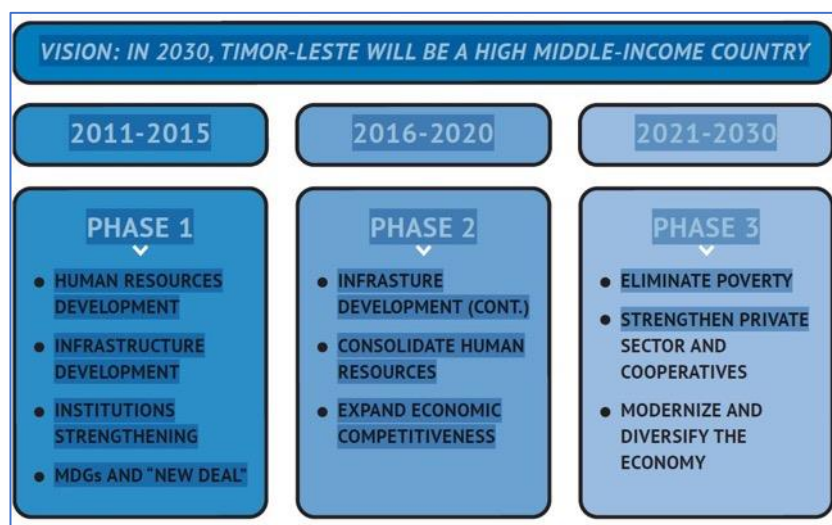 VISION: IN 2030, TIMOR-LESTE WILL BE A HIGH MIDDLE-INCOME COUNTRY
2011-2015
2016-2020
2021-2030
PHASE 1
HUMAN RESOURCES
DEVELOPMENT
INFRASTRUCTURE
DEVELOPMENT
INSTITUTIONS
STRENGTHENING
MDGs AND “NEW DEAL”
PHASE 2
INFRASTURE
DEVELOPMENT (CONT.)
CONSOLIDATE HUMAN
RESOURCES
EXPAND ECONOMIC
COMPETITIVENESS
PHASE 3
ELIMINATE POVERTY
STRENGTHEN PRIVATE
SECTOR AND
COOPERATIVES
MODERNIZE AND
DIVERSIFY THE
ECONOMY